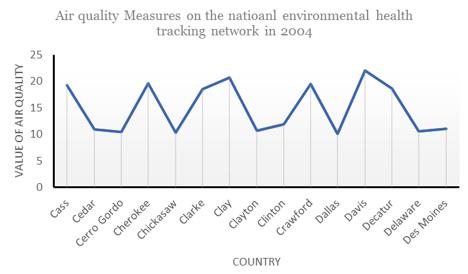 Air quality Measures on the natioanl environmental health
tracking network in 2004
VALUE OF AIR QUALITY
25
20
15
10
5
0
Cass
Cedar
Cerro Gordo
Cherokee
Chickasaw
Clarke
Clay
Clayton
Clinton
Crawford
Dallas
Davis
Decatur
Delaware
Des Moines
COUNTRY